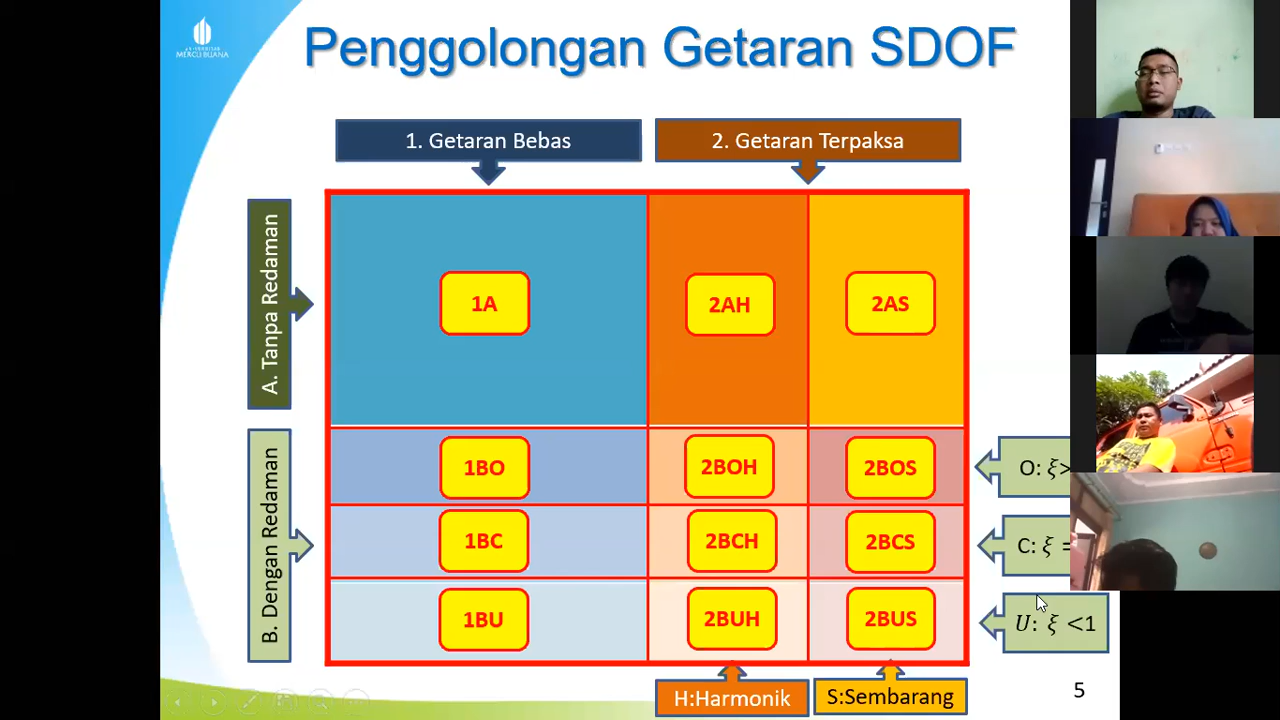 UNIVERSITAS
MERCU BUANA
Penggolongan Getaran SDOF
1. Getaran Bebas
2. Getaran Terpaksa
A. Tanpa Redaman
1A
2AH
2AS
B. Dengan Redaman
1BO
2BOH
2BOS
O: ξ>
1BC
2BCH
2BCS
C: ξ =
1BU
2BUH
2BUS
U: ξ <1
H:Harmonik
S:Sembarang
5